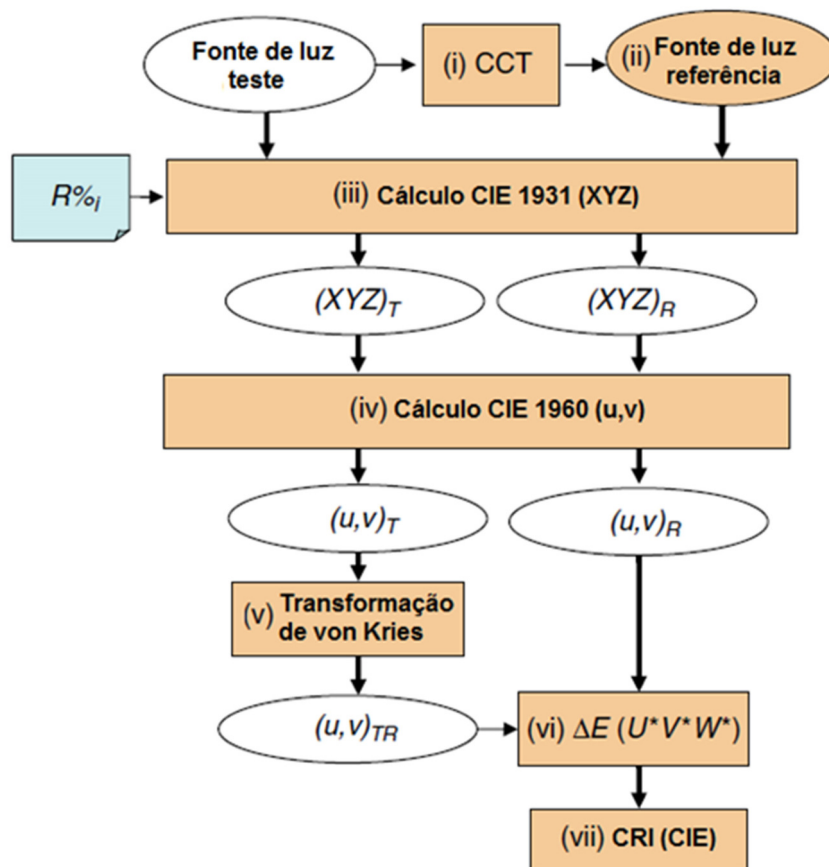 Fonte de luz
teste
(i) CCT
(ii) Fonte de luz
referência
R%i
(iii) Cálculo CIE 1931 (XYZ)
(XYZ)T
(XYZ)R
(iv) Cálculo CIE 1960 (u,v)
(u,v)T
(u,v)R
(v) Transformação
de von Kries
(u,v)TR
(vi) ΔE (U*V*W*)
(vii) CRI (CIE)